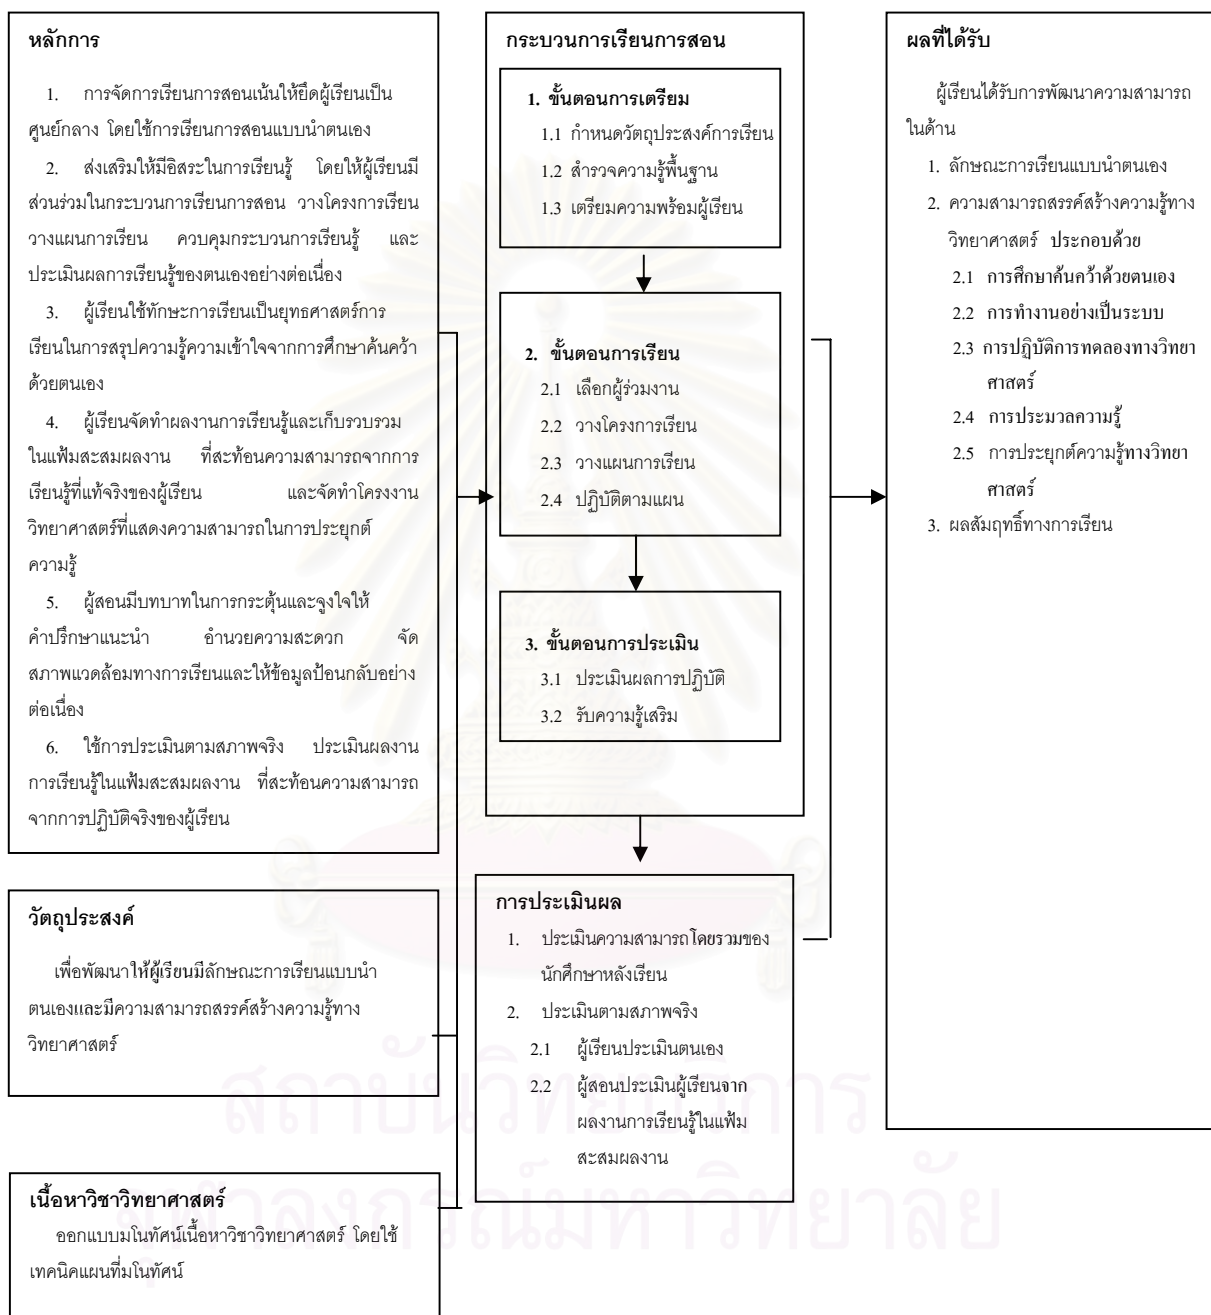 หลักการ
1. การจัดการเรียนการสอนเน้นให้ยึดผู้เรียนเป็น
ศูนย์กลาง โดยใช้การเรียนการสอนแบบนำตนเอง
2. ส่งเสริมให้มีอิสระในการเรียนรู้ โดยให้ผู้เรียนมี
ส่วนร่วมในกระบวนการเรียนการสอน วางโครงการเรียน
วางแผนการเรียน ควบคุมกระบวนการเรียนรู้ และ
ประเมินผลการเรียนรู้ของตนเองอย่างต่อเนื่อง
3. ผู้เรียนใช้ทักษะการเรียนเป็นยุทธศาสตร์การ
เรียนในการสรุปความรู้ความเข้าใจจากการศึกษาค้นคว้า
ด้วยตนเอง
4. ผู้เรียนจัดทำผลงานการเรียนรู้และเก็บรวบรวม
ในแฟ้มสะสมผลงาน ที่สะท้อนความสามารถจากการ
เรียนรู้ที่แท้จริงของผู้เรียน และจัดทำโครงงาน
วิทยาศาสตร์ที่แสดงความสามารถในการประยุกต์
ความรู้
5. ผู้สอนมีบทบาทในการกระตุ้นและจูงใจให้
คำปรึกษาแนะนำ อำนวยความสะดวก จัด
สภาพแวดล้อมทางการเรียนและให้ข้อมูลป้อนกลับอย่าง
ต่อเนื่อง
6. ใช้การประเมินตามสภาพจริง ประเมินผลงาน
การเรียนรู้ในแฟ้มสะสมผลงาน ที่สะท้อนความสามารถ
จากการปฏิบัติจริงของผู้เรียน
วัตถุประสงค์
เพื่อพัฒนาให้ผู้เรียนมีลักษณะการเรียนแบบนำ
ตนเองและมีความสามารถสรรค์สร้างความรู้ทาง
วิทยาศาสตร์
เนื้อหาวิชาวิทยาศาสตร์
ออกแบบมโนทัศน์เนื้อหาวิชาวิทยาศาสตร์ โดยใช้
เทคนิคแผนที่มโนทัศน์
กระบวนการเรียนการสอน
1. ขั้นตอนการเตรียม
1.1 กำหนดวัตถุประสงค์การเรียน
1.2 สำรวจความรู้พื้นฐาน
1.3 เตรียมความพร้อมผู้เรียน
2. ขั้นตอนการเรียน
2.1 เลือกผู้ร่วมงาน
2.2 วางโครงการเรียน
2.3 วางแผนการเรียน
2.4 ปฏิบัติตามแผน
3. ขั้นตอนการประเมิน
3.1 ประเมินผลการปฏิบัติ
3.2 รับความรู้เสริม
การประเมินผล
1. ประเมินความสามารถโดยรวมของ
นักศึกษาหลังเรียน
2. ประเมินตามสภาพจริง
2.1 ผู้เรียนประเมินตนเอง
2.2 ผู้สอนประเมินผู้เรียนจาก
ผลงานการเรียนรู้ในแฟ้ม
สะสมผลงาน
ผลที่ได้รับ
ผู้เรียนได้รับการพัฒนาความสามารถ
ในด้าน
1. ลักษณะการเรียนแบบนำตนเอง
2. ความสามารถสรรค์สร้างความรู้ทาง
วิทยาศาสตร์ ประกอบด้วย
2.1 การศึกษาค้นคว้าด้วยตนเอง
2.2 การทำงานอย่างเป็นระบบ
2.3 การปฏิบัติการทดลองทางวิทยา
ศาสตร์
2.4 การประมวลความรู้
2.5 การประยุกต์ความรู้ทางวิทยา
ศาสตร์
3. ผลสัมฤทธิ์ทางการเรียน
สถาบันวิทยบริการ
จุฬาลงกรณ์มหาวิทยาลัย